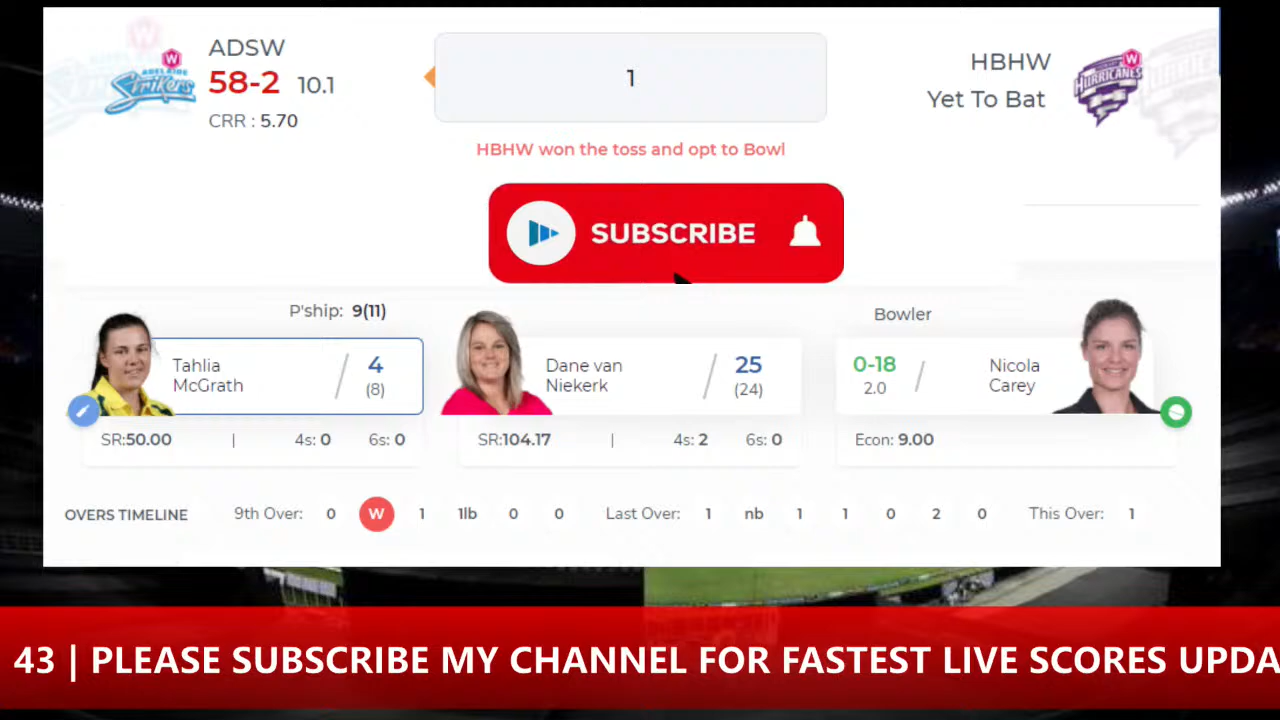 ADSW
58-2 10.1
CRR : 5.70
W
ADELAIDE
Strikers
1
HBHW won the toss and opt to Bowl
HBHW
Yet To Bat
W
HURRICANES
SUBSCRIBE
P'ship: 9(11)
Bowler
Tahlia
McGrath
4
(8)
Dane van
Niekerk
25
(24)
0-18
2.0
Nicola
Carey
SR:50.00 | 4s: 0 6s: 0
SR:104.17 | 4s: 2 6s: 0
Econ: 9.00
OVERS TIMELINE 9th Over: 0 W 1 1lb 0 0 Last Over: 1 nb 1 1 0 2 0 This Over: 1
43 | PLEASE SUBSCRIBE MY CHANNEL FOR FASTEST LIVE SCORES UPDA